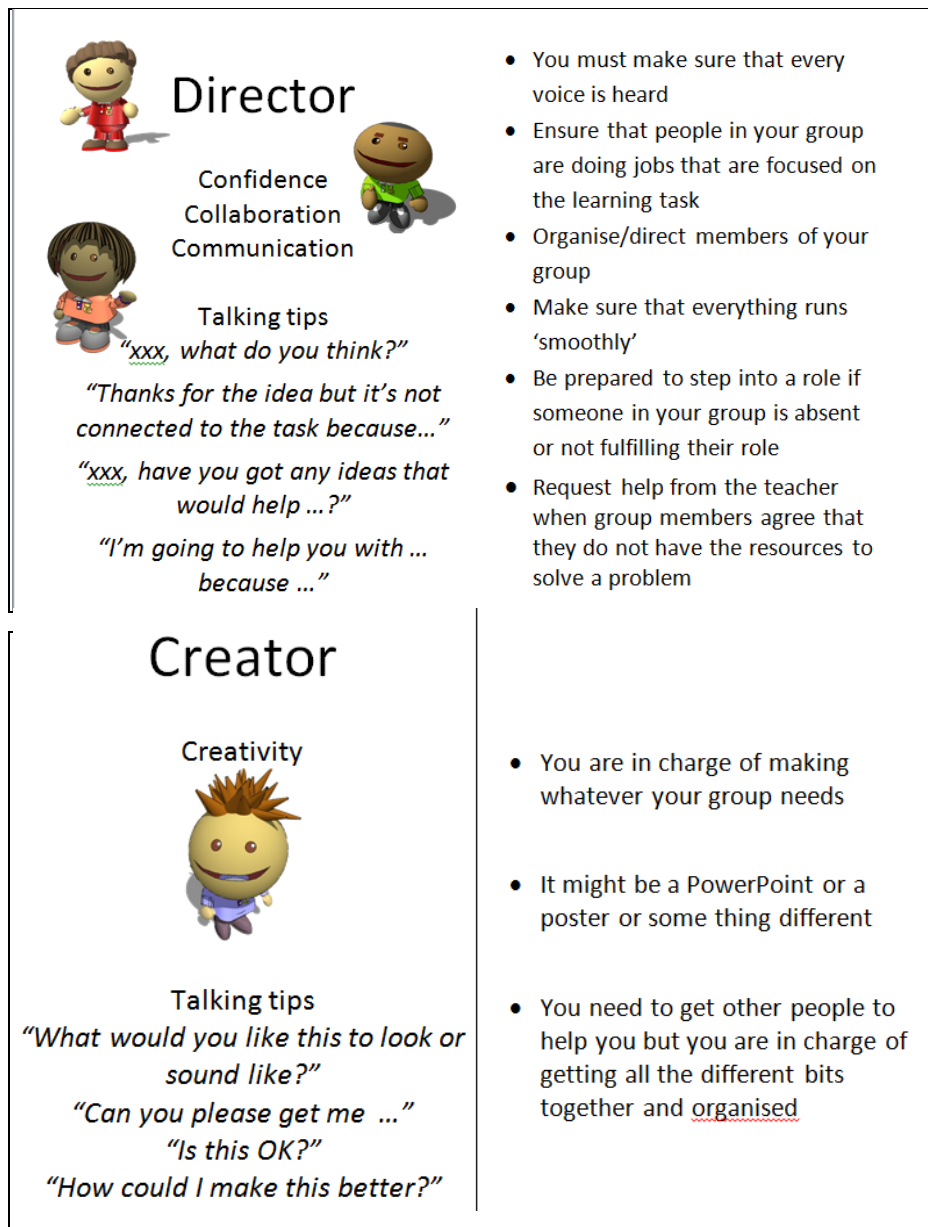 Director
Confidence
Collaboration
Communication
Talking tips
“xxx, what do you think?”
“Thanks for the idea but it’s not
connected to the task because…”
“xxx, have you got any ideas that
would help …?”
“I’m going to help you with …
because …”
• You must make sure that every
voice is heard
• Ensure that people in your group
are doing jobs that are focused on
the learning task
• Organise/direct members of your
group
• Make sure that everything runs
‘smoothly’
• Be prepared to step into a role if
someone in your group is absent
or not fulfilling their role
• Request help from the teacher
when group members agree that
they do not have the resources to
solve a problem
Creator
Creativity
Talking tips
“What would you like this to look or
sound like?”
“Can you please get me …”
“Is this OK?”
“How could I make this better?”
• You are in charge of making
whatever your group needs
• It might be a PowerPoint or a
poster or some thing different
• You need to get other people to
help you but you are in charge of
getting all the different bits
together and organised